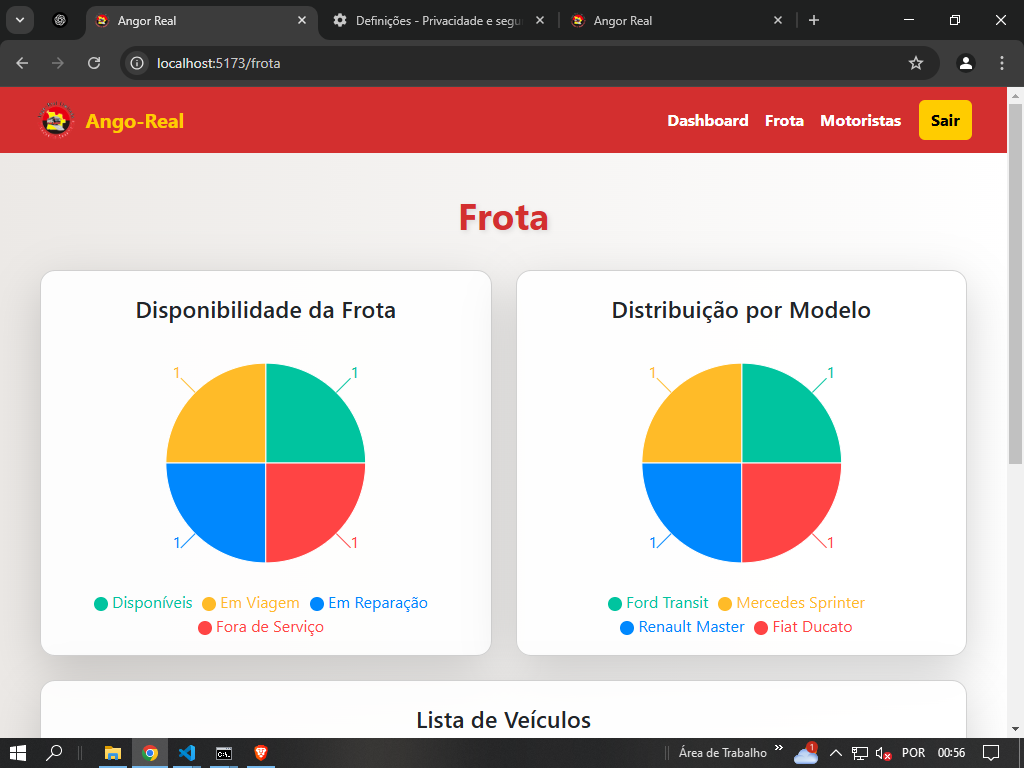 Angor Real
Definições - Privacidade e segu
Angor Real
localhost:5173/frota
Ango-Real
Dashboard
Frota
Motoristas
Sair
Frota
Disponibilidade da Frota
1
1
1
1
Disponíveis
Em Viagem
Em Reparação
Fora de Serviço
Distribuição por Modelo
1
1
1
1
Ford Transit
Mercedes Sprinter
Renault Master
Fiat Ducato
Lista de Veículos
Área de Trabalho
1
POR
00:56